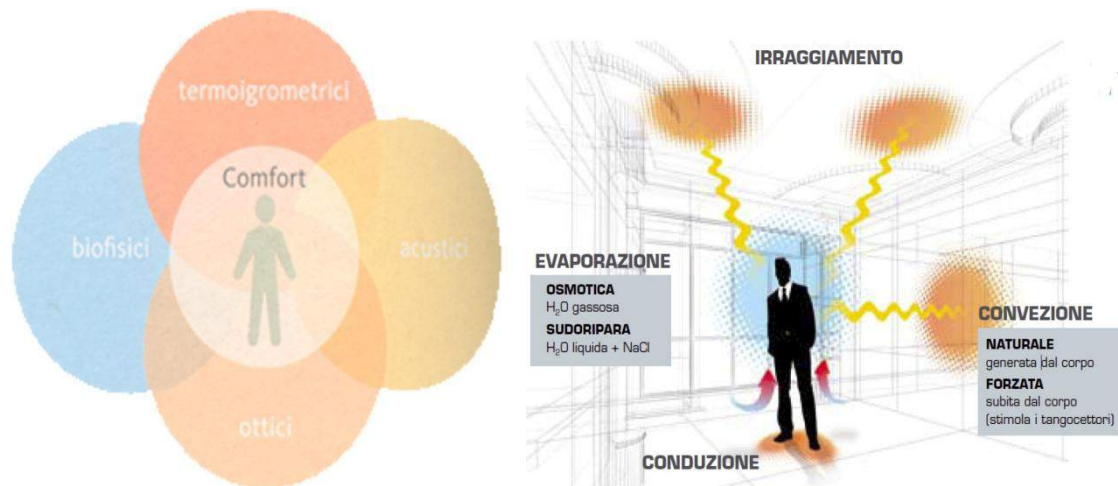 termoigrometrici
Comfort
biofisici
acustici
ottici
IRRAGGIAMENTO
EVAPORAZIONE
OSMOTICA
H₂O gassosa
SUDORIPARA
H₂O liquida + NaCl
CONVEZIONE
NATURALE
generata dal corpo
FORZATA
subita dal corpo
(stimola i tangocettori)
CONDUZIONE